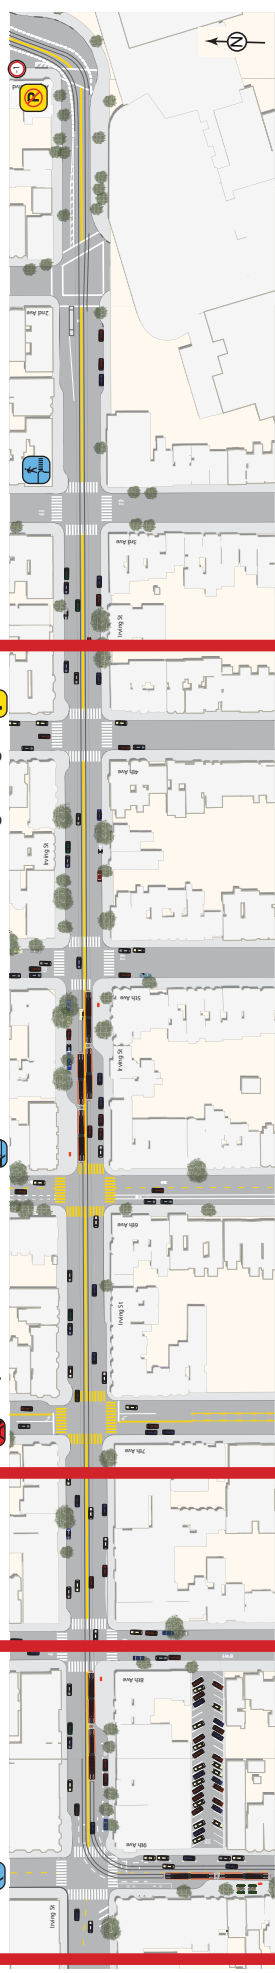 N
2nd Ave
3rd Ave
Irving St
4th Ave
Irving St
5th Ave
Irving St
6th Ave
Irving St
7th Ave
8th Ave
9th Ave
Irving St